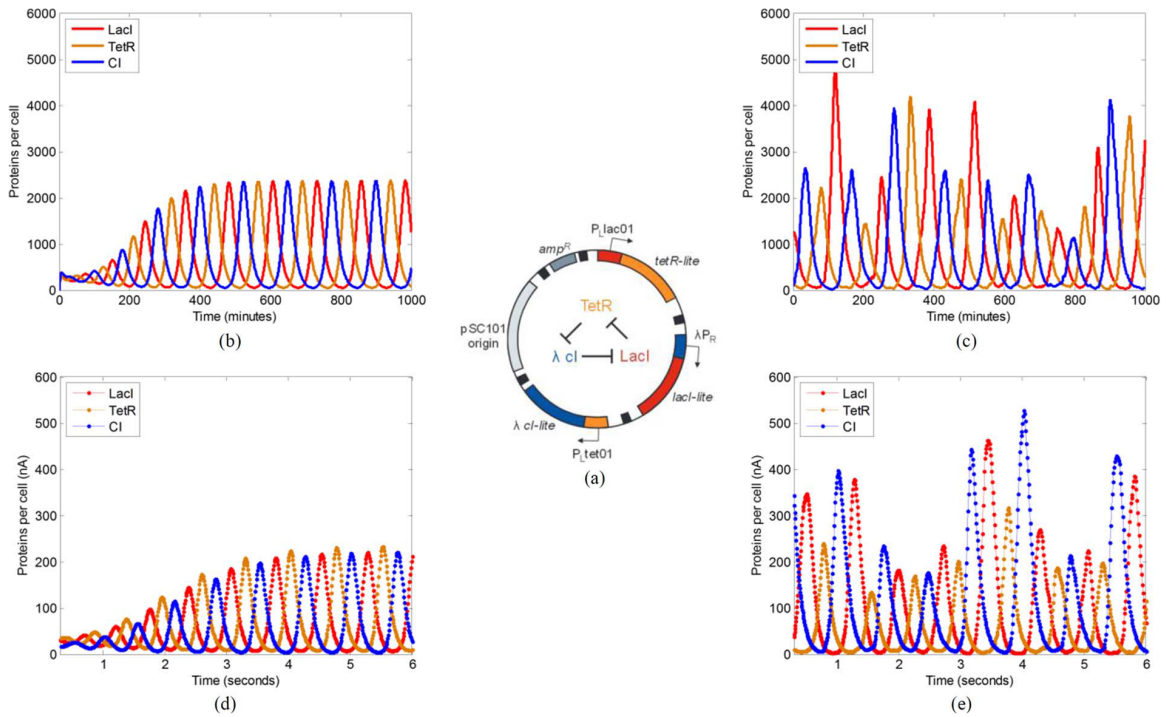 6000
5000
4000
3000
2000
1000
0
Proteins per cell
LacI
TetR
CI
0
200
400
600
800
1000
Time (minutes)
(b)
6000
5000
4000
3000
2000
1000
0
Proteins per cell
LacI
TetR
CI
0
200
400
600
800
1000
Time (minutes)
(c)
PLlac01
ampR
tetR-lite
pSC101
origin
TetR
λ cI
LacI
λPR
lacI-lite
λ cI-lite
PLtet01
(a)
600
500
400
300
200
100
0
Proteins per cell (nA)
LacI
TetR
CI
1
2
3
4
5
6
Time (seconds)
(d)
600
500
400
300
200
100
0
Proteins per cell (nA)
LacI
TetR
CI
1
2
3
4
5
6
Time (seconds)
(e)